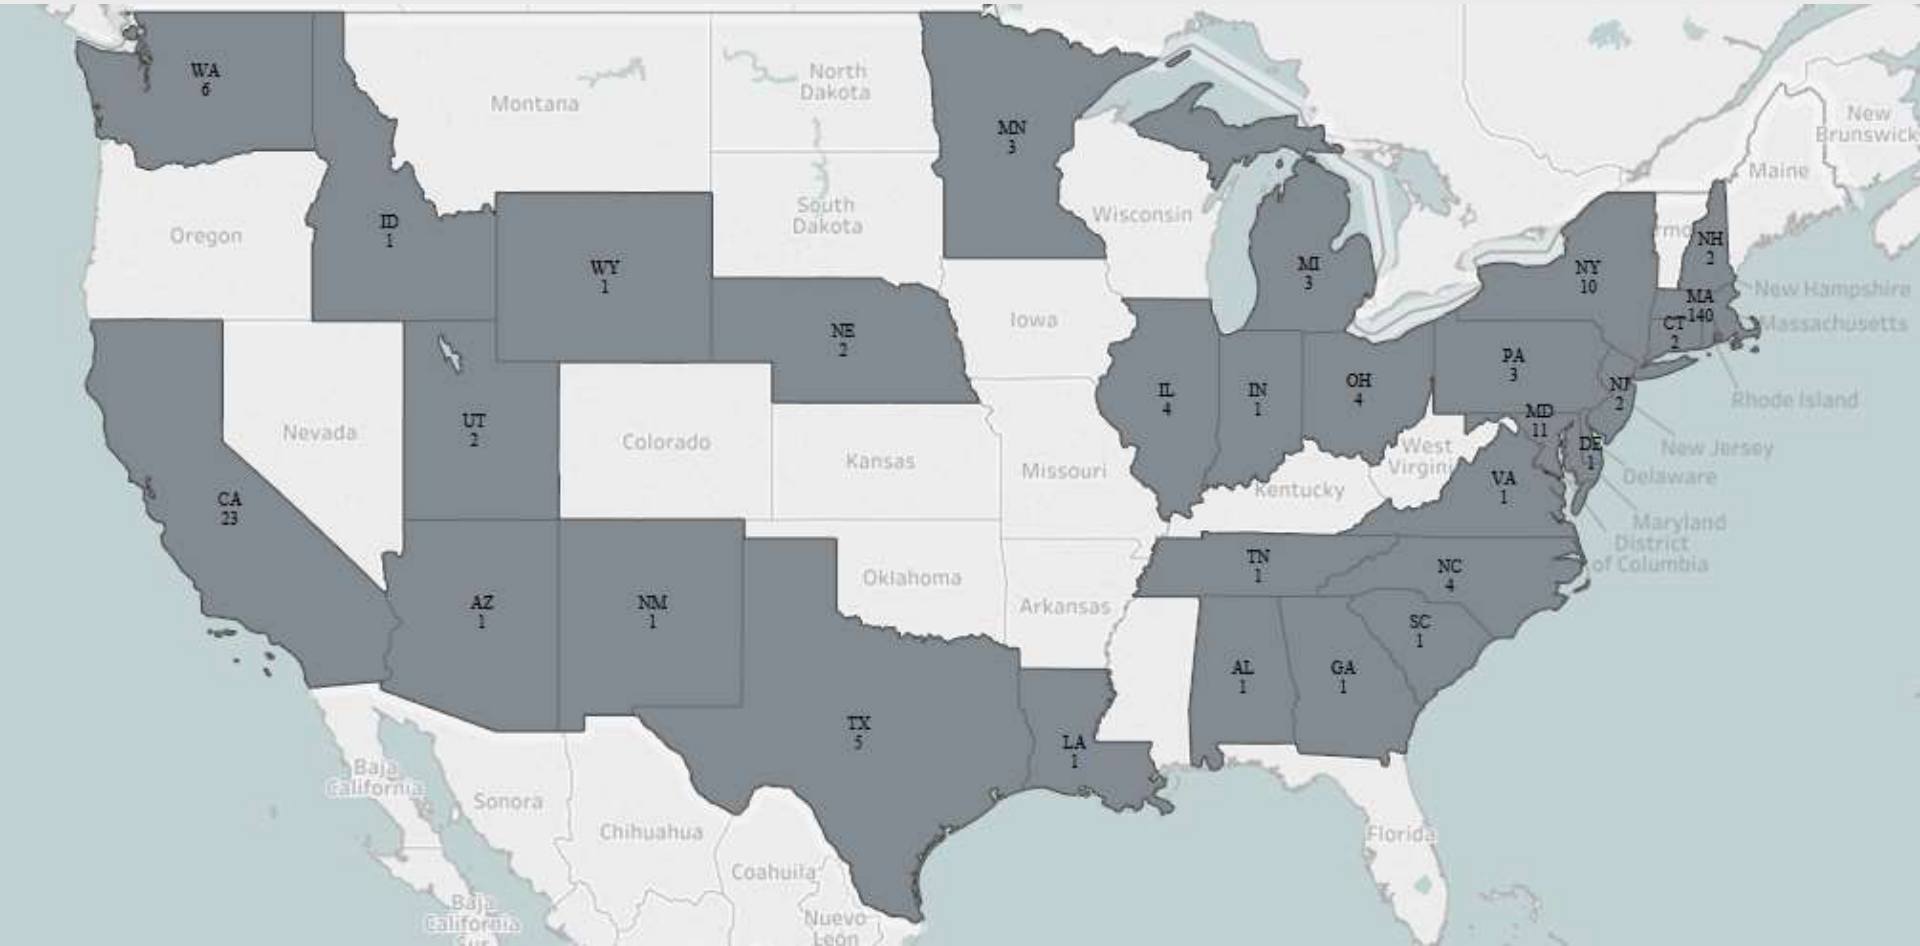 WA
6
Montana
North
Dakota
MN
3
New
Brunswick
Maine
Oregon
ID
1
South
Dakota
Wisconsin
rmo
NH
2
WY
1
MI
3
NY
10
New Hampshire
MA
140
Massachusetts
NE
2
Iowa
CT
2
PA
3
Nevada
UT
2
Colorado
Kansas
Missouri
IL
4
IN
1
OH
4
NJ
2
Rhode Island
MD
11
New Jersey
West
Virgini
DE
1
Delaware
Kentucky
VA
1
CA
23
Maryland
District
of Columbia
TN
1
NC
4
Oklahoma
Arkansas
AZ
1
NM
1
SC
1
AL
1
GA
1
TX
5
LA
1
Baja
California
Sonora
Chihuahua
Florida
Coahuila
Baja
California
Sur
Nuevo
León